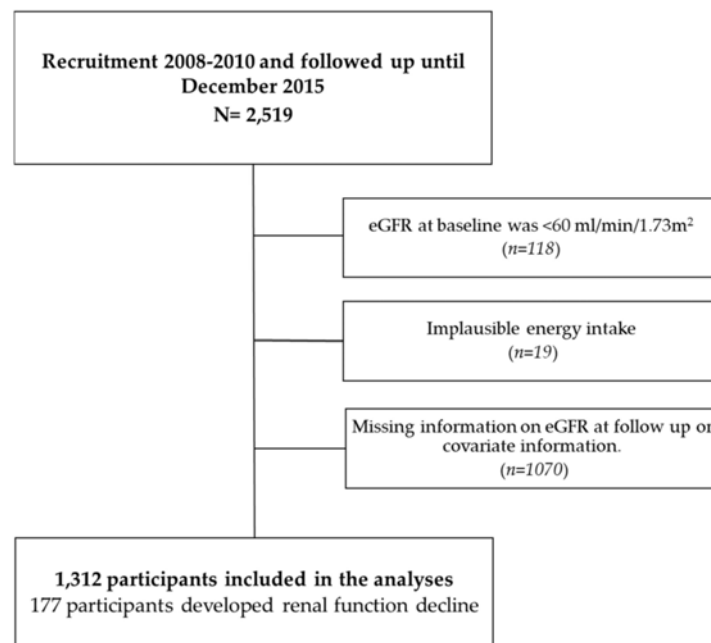 Recruitment 2008-2010 and followed up until
December 2015
N= 2,519
eGFR at baseline was <60 ml/min/1.73m²
(n=118)
Implausible energy intake
(n=19)
Missing information on eGFR at follow up or
covariate information.
(n=1070)
1,312 participants included in the analyses
177 participants developed renal function decline